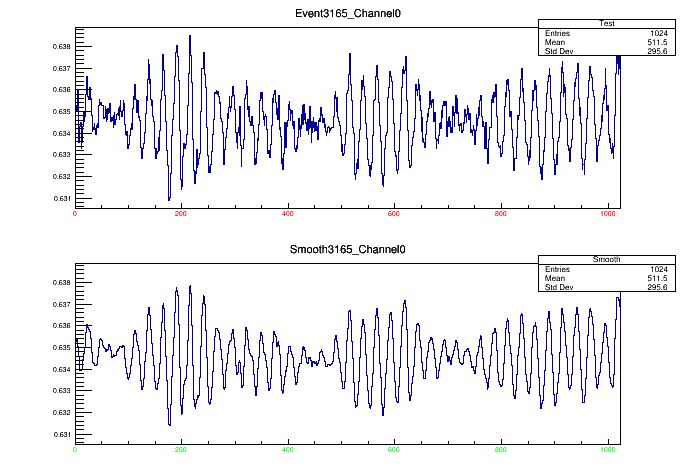 Event3165_Channel0
Test
Entries 1024
Mean 511.5
Std Dev 295.6
0.638
0.637
0.636
0.635
0.634
0.633
0.632
0.631
0 200 400 600 800 1000
Smooth3165_Channel0
Smooth
Entries 1024
Mean 511.5
Std Dev 295.6
0.638
0.637
0.636
0.635
0.634
0.633
0.632
0.631
0 200 400 600 800 1000